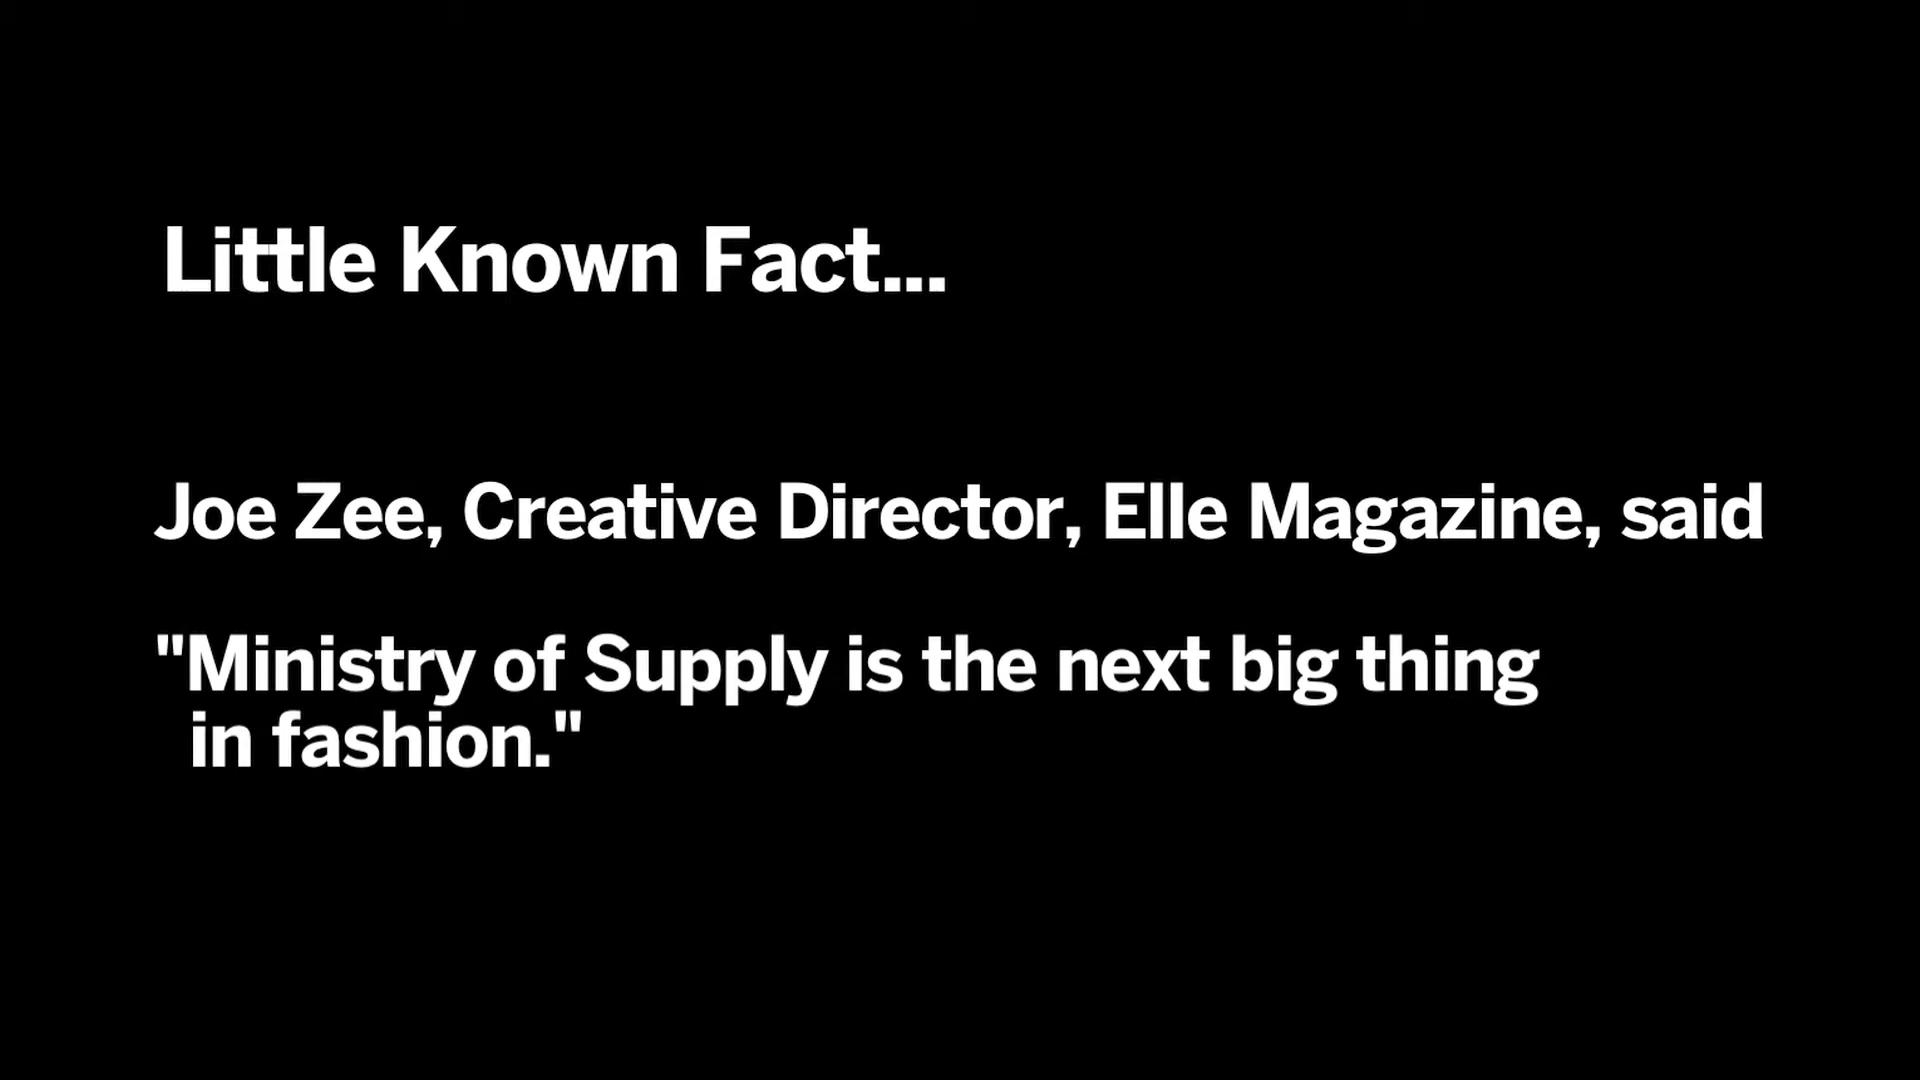 Little Known Fact...
Joe Zee, Creative Director, Elle Magazine, said
"Ministry of Supply is the next big thing
in fashion."